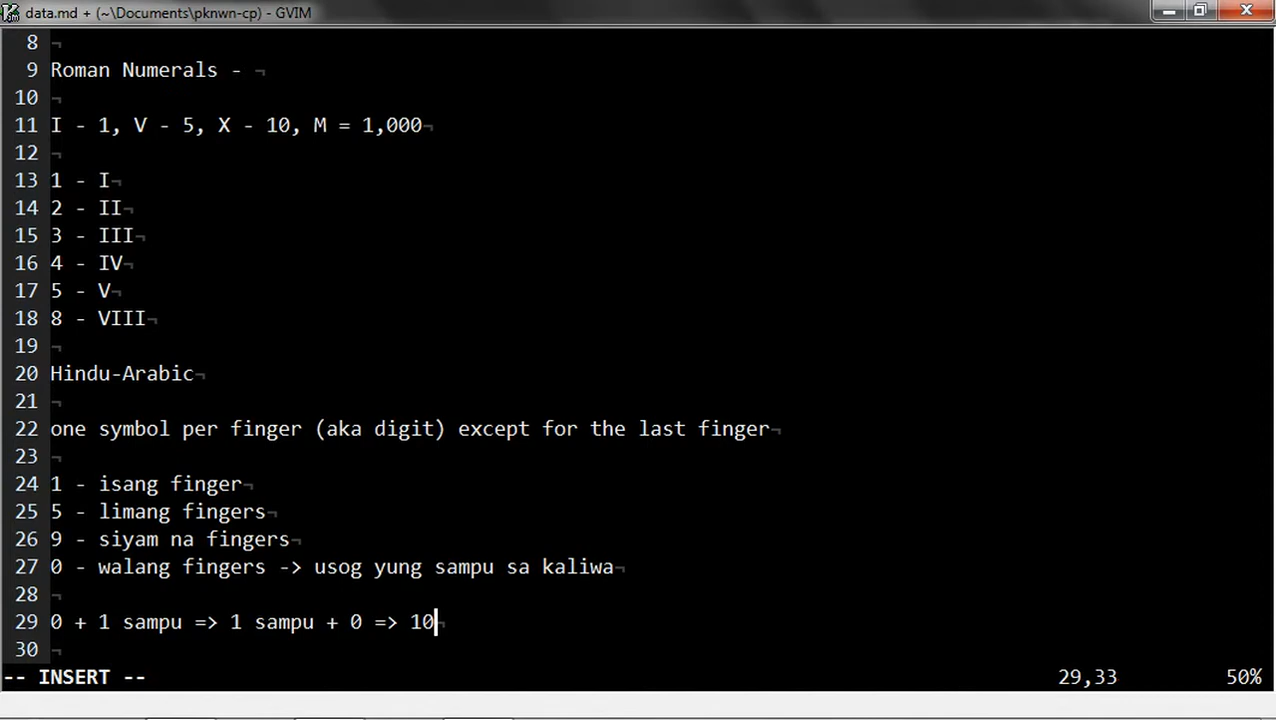 data.md + (~\Documents\pknwn-cp) - GVIM
8 ¬
9 Roman Numerals - ¬
10 ¬
11 I - 1, V - 5, X - 10, M = 1,000¬
12 ¬
13 1 - I¬
14 2 - II¬
15 3 - III¬
16 4 - IV¬
17 5 - V¬
18 8 - VIII¬
19 ¬
20 Hindu-Arabic¬
21 ¬
22 one symbol per finger (aka digit) except for the last finger¬
23 ¬
24 1 - isang finger¬
25 5 - limang fingers¬
26 9 - siyam na fingers¬
27 0 - walang fingers -> usog yung sampu sa kaliwa¬
28 ¬
29 0 + 1 sampu => 1 sampu + 0 => 10¬
30 ¬
-- INSERT -- 29,33 50%